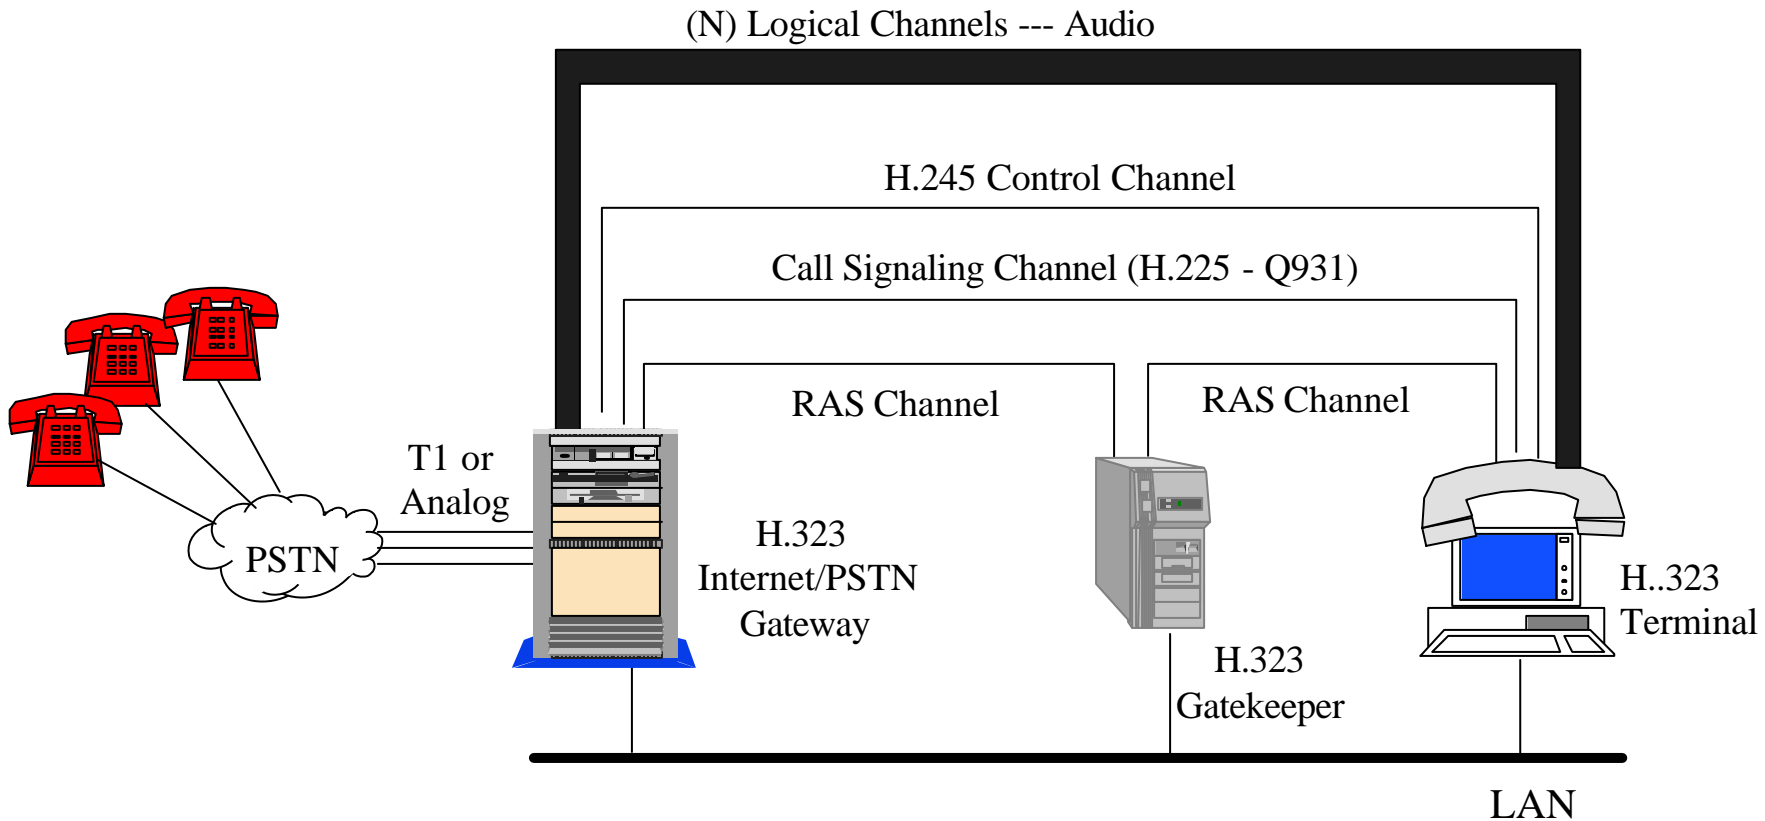 (N) Logical Channels --- Audio
H.245 Control Channel
Call Signaling Channel (H.225 - Q931)
RAS Channel
RAS Channel
T1 or
Analog
PSTN
H.323
Internet/PSTN
Gateway
H.323
Gatekeeper
H..323
Terminal
LAN